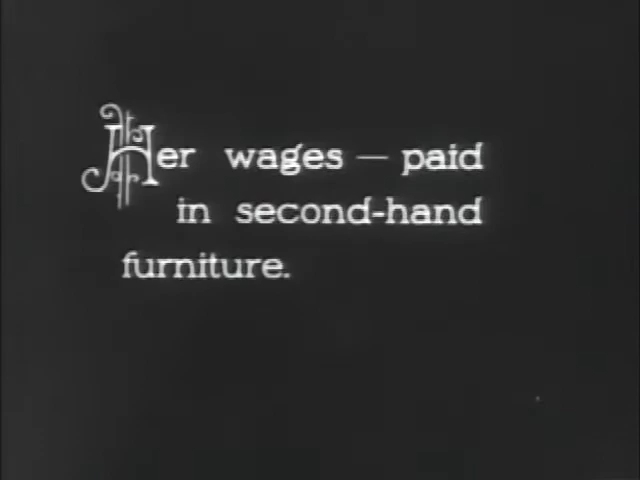 Her wages — paid
in second-hand
furniture.